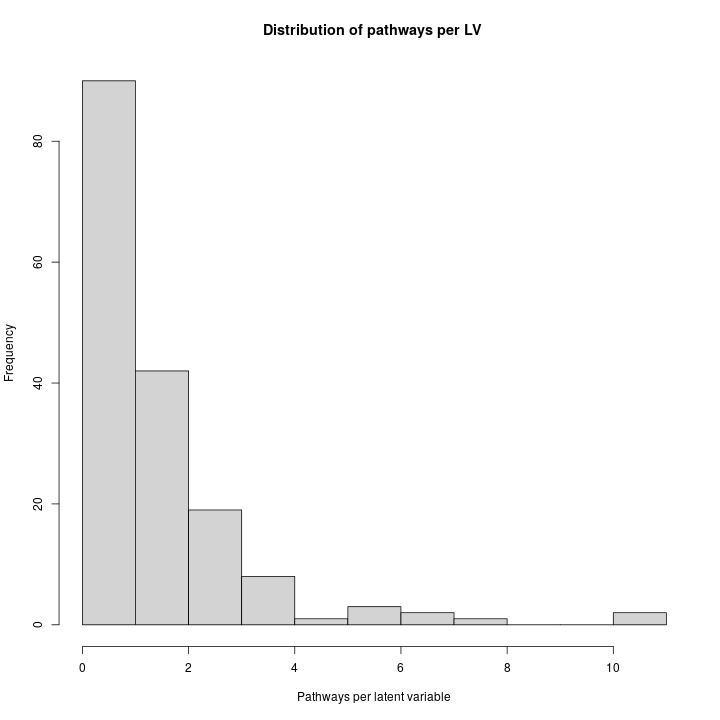 Distribution of pathways per LV
Frequency
80
60
40
20
0
0 2 4 6 8 10
Pathways per latent variable